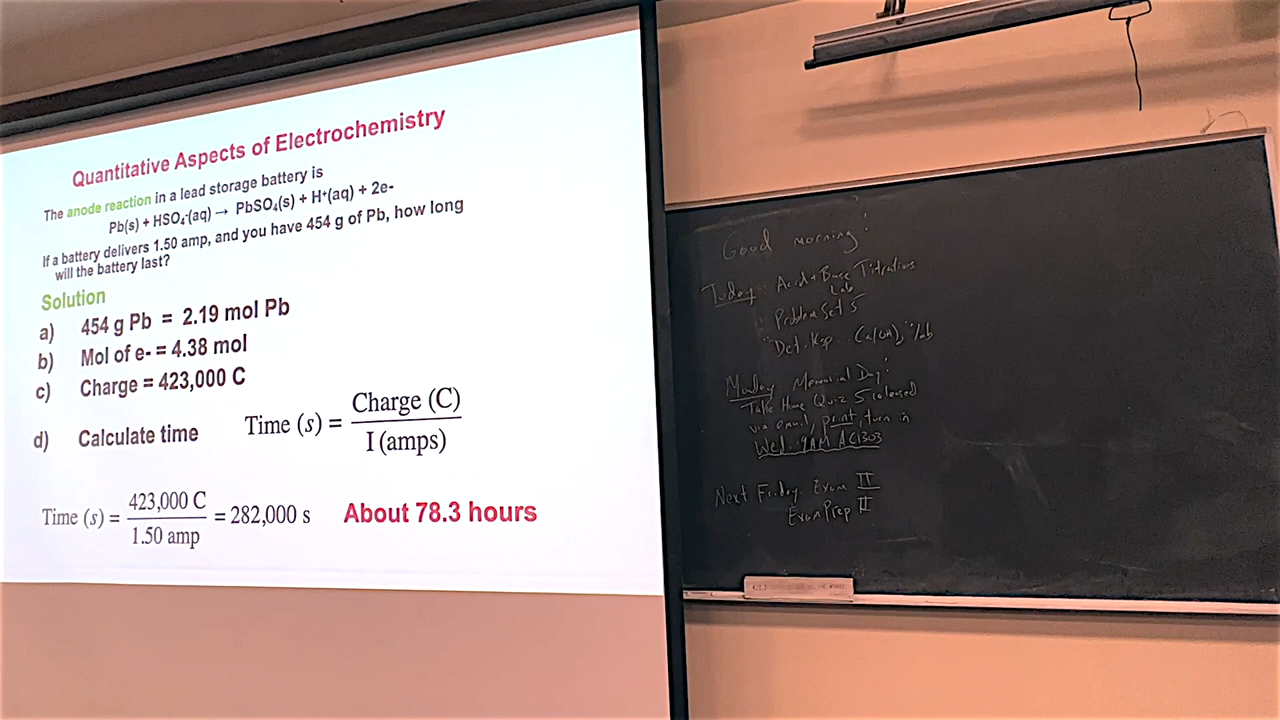 Quantitative Aspects of Electrochemistry
The anode reaction in a lead storage battery is
Pb(s) + HSO₄⁻(aq) → PbSO₄(s) + H⁺(aq) + 2e-
If a battery delivers 1.50 amp, and you have 454 g of Pb, how long
will the battery last?
Solution
a) 454 g Pb = 2.19 mol Pb
b) Mol of e- = 4.38 mol
c) Charge = 423,000 C
d) Calculate time Time (s) = Charge (C) / I (amps)
Time (s) = 423,000 C / 1.50 amp = 282,000 s About 78.3 hours
Good morning!
Today: Acid + Base Titrations
Lab
Problem Set 5
"Det. Ksp Ca(OH)₂" Lab
Monday Memorial Day!
Take Home Quiz 5 released
via email, print, turn in
Wed. 9AM AC1303
Next Friday Exam II
Exam Prep II